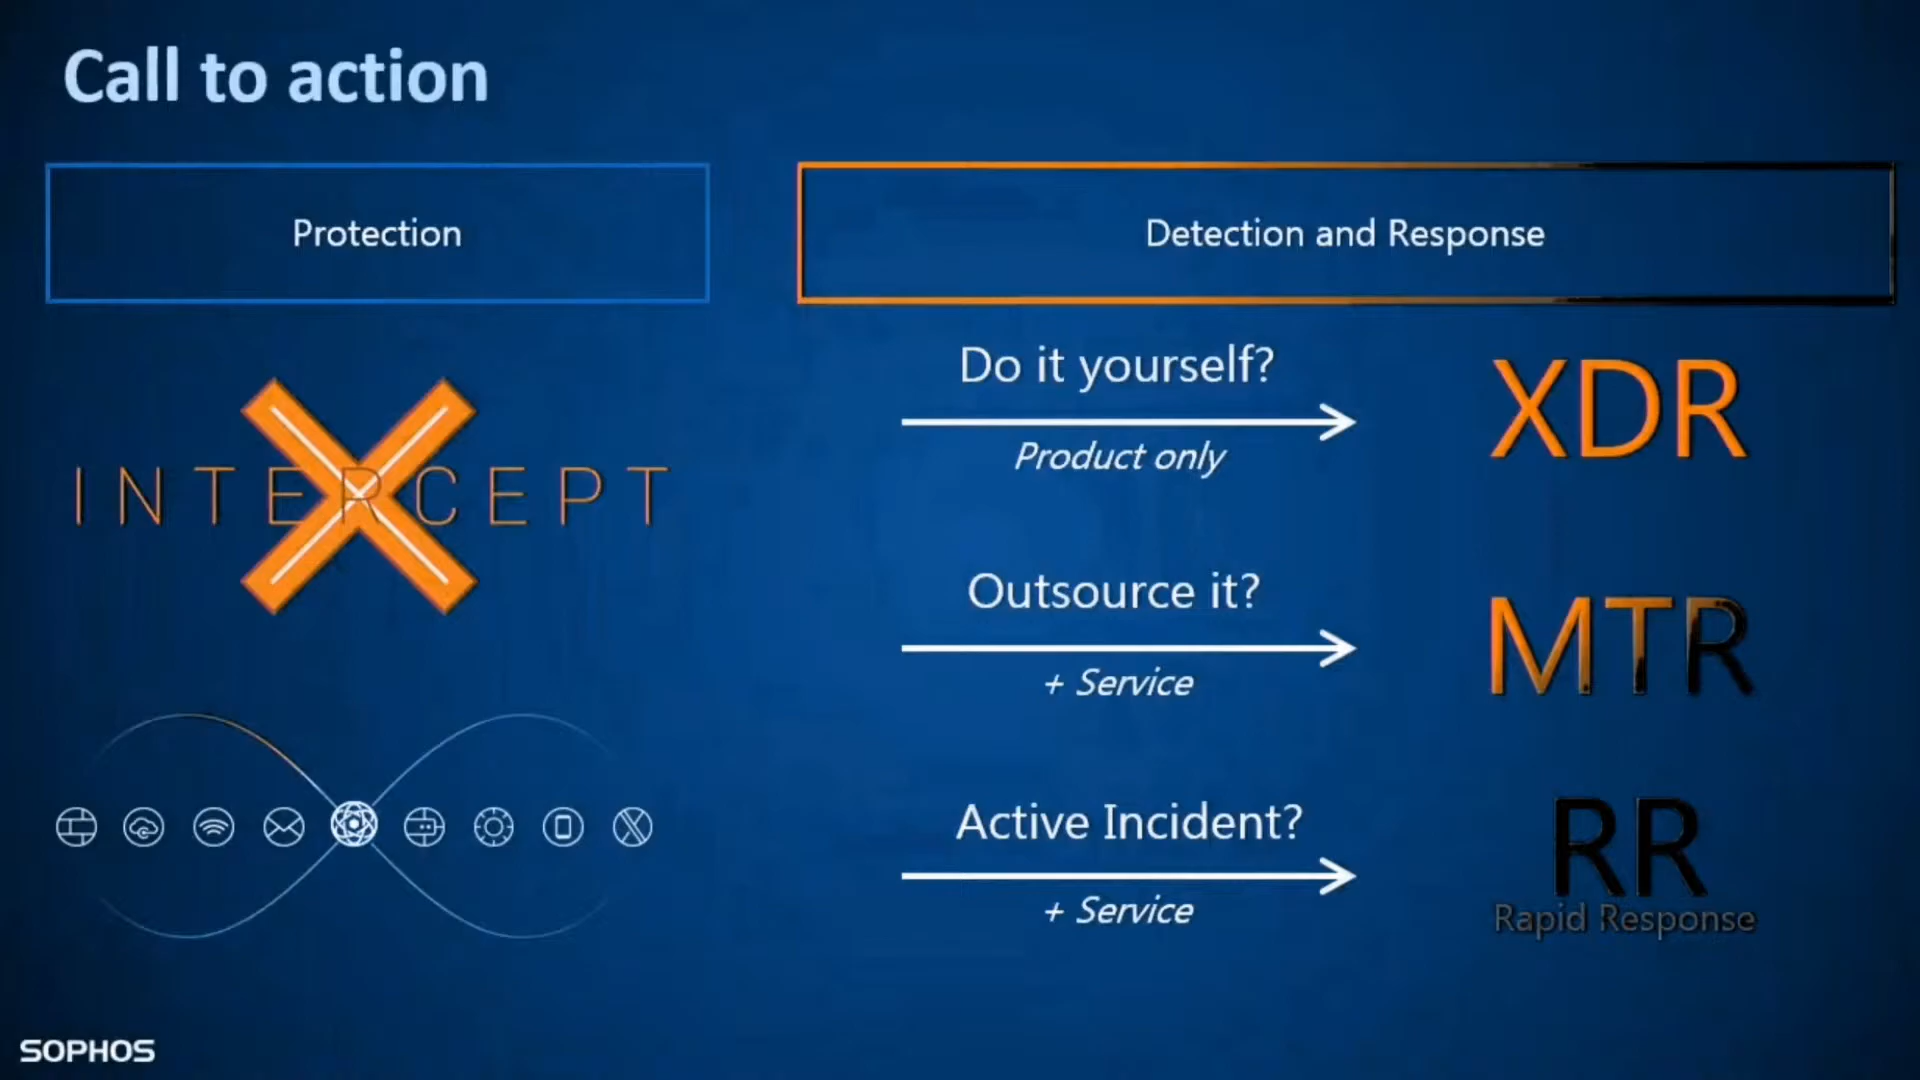 Call to action
Protection
Detection and Response
INTERCEPT
Do it yourself?
Product only
XDR
Outsource it?
+ Service
MTR
Active Incident?
+ Service
RR
Rapid Response
SOPHOS